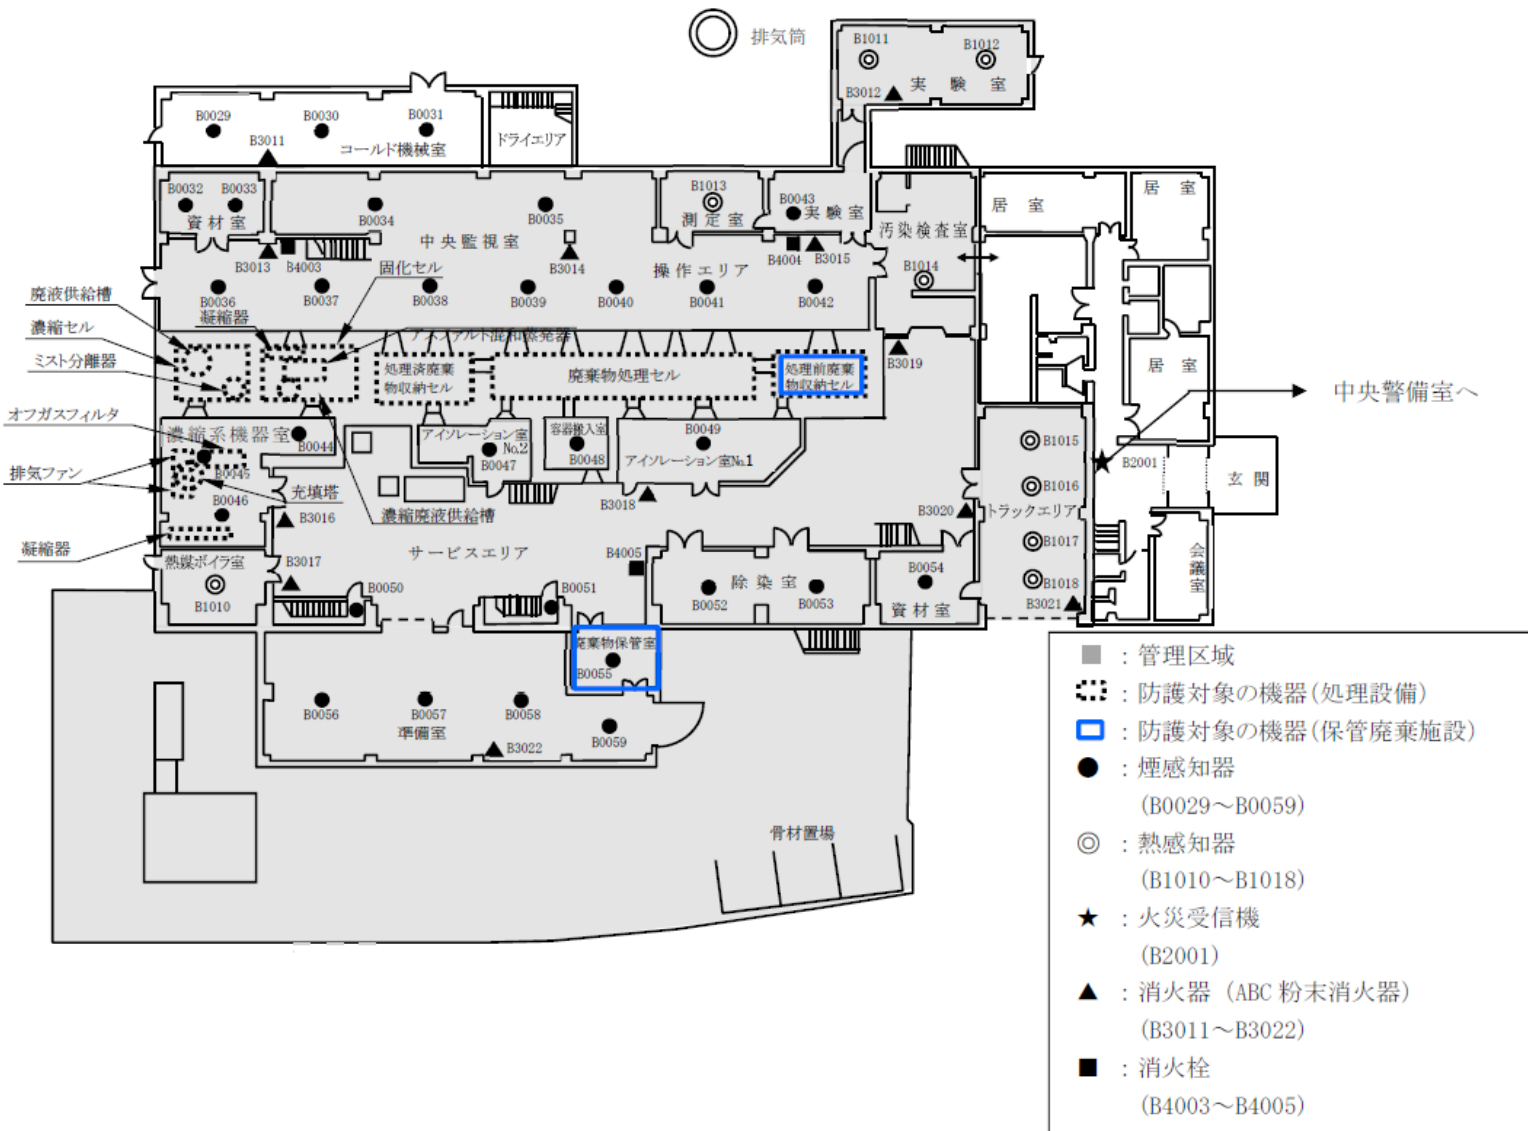 排気筒
B1011
B1012
B3012
実験室
B0029
B0030
B0031
B3011
コールド機械室
ドライエリア
B0032
B0033
資材室
B0034
B0035
B1013
測定室
B0043
実験室
汚染検査室
居室
居室
中央監視室
B3013
B4003
固化セル
B3014
操作エリア
B4004
B3015
B1014
廃液供給槽
B0036
凝縮器
B0037
B0038
B0039
B0040
B0041
B0042
濃縮セル
アスファルト混和蒸発器
ミスト分離器
処理済廃棄
物収納セル
廃棄物処理セル
処理前廃棄
物収納セル
B3019
居室
中央警備室へ
オフガスフィルタ
濃縮系機器室
B0044
アイソレーション室
No.2
B0047
容器搬入室
B0048
B0049
アイソレーション室No.1
B1015
B2001
排気ファン
B0045
B0046
充填塔
濃縮廃液供給槽
B3018
B1016
玄関
B3016
B3020
トラックエリア
凝縮器
サービスエリア
B1017
熱媒ボイラ室
B3017
B4005
除染室
B0054
会議室
B1010
B0050
B0051
B0052
B0053
資材室
B1018
B3021
廃棄物保管室
B0055
B0056
B0057
B0058
B0059
準備室
B3022
骨材置場
：管理区域
：防護対象の機器(処理設備)
：防護対象の機器(保管廃棄施設)
：煙感知器
(B0029～B0059)
：熱感知器
(B1010～B1018)
：火災受信機
(B2001)
：消火器（ABC 粉末消火器）
(B3011～B3022)
：消火栓
(B4003～B4005)